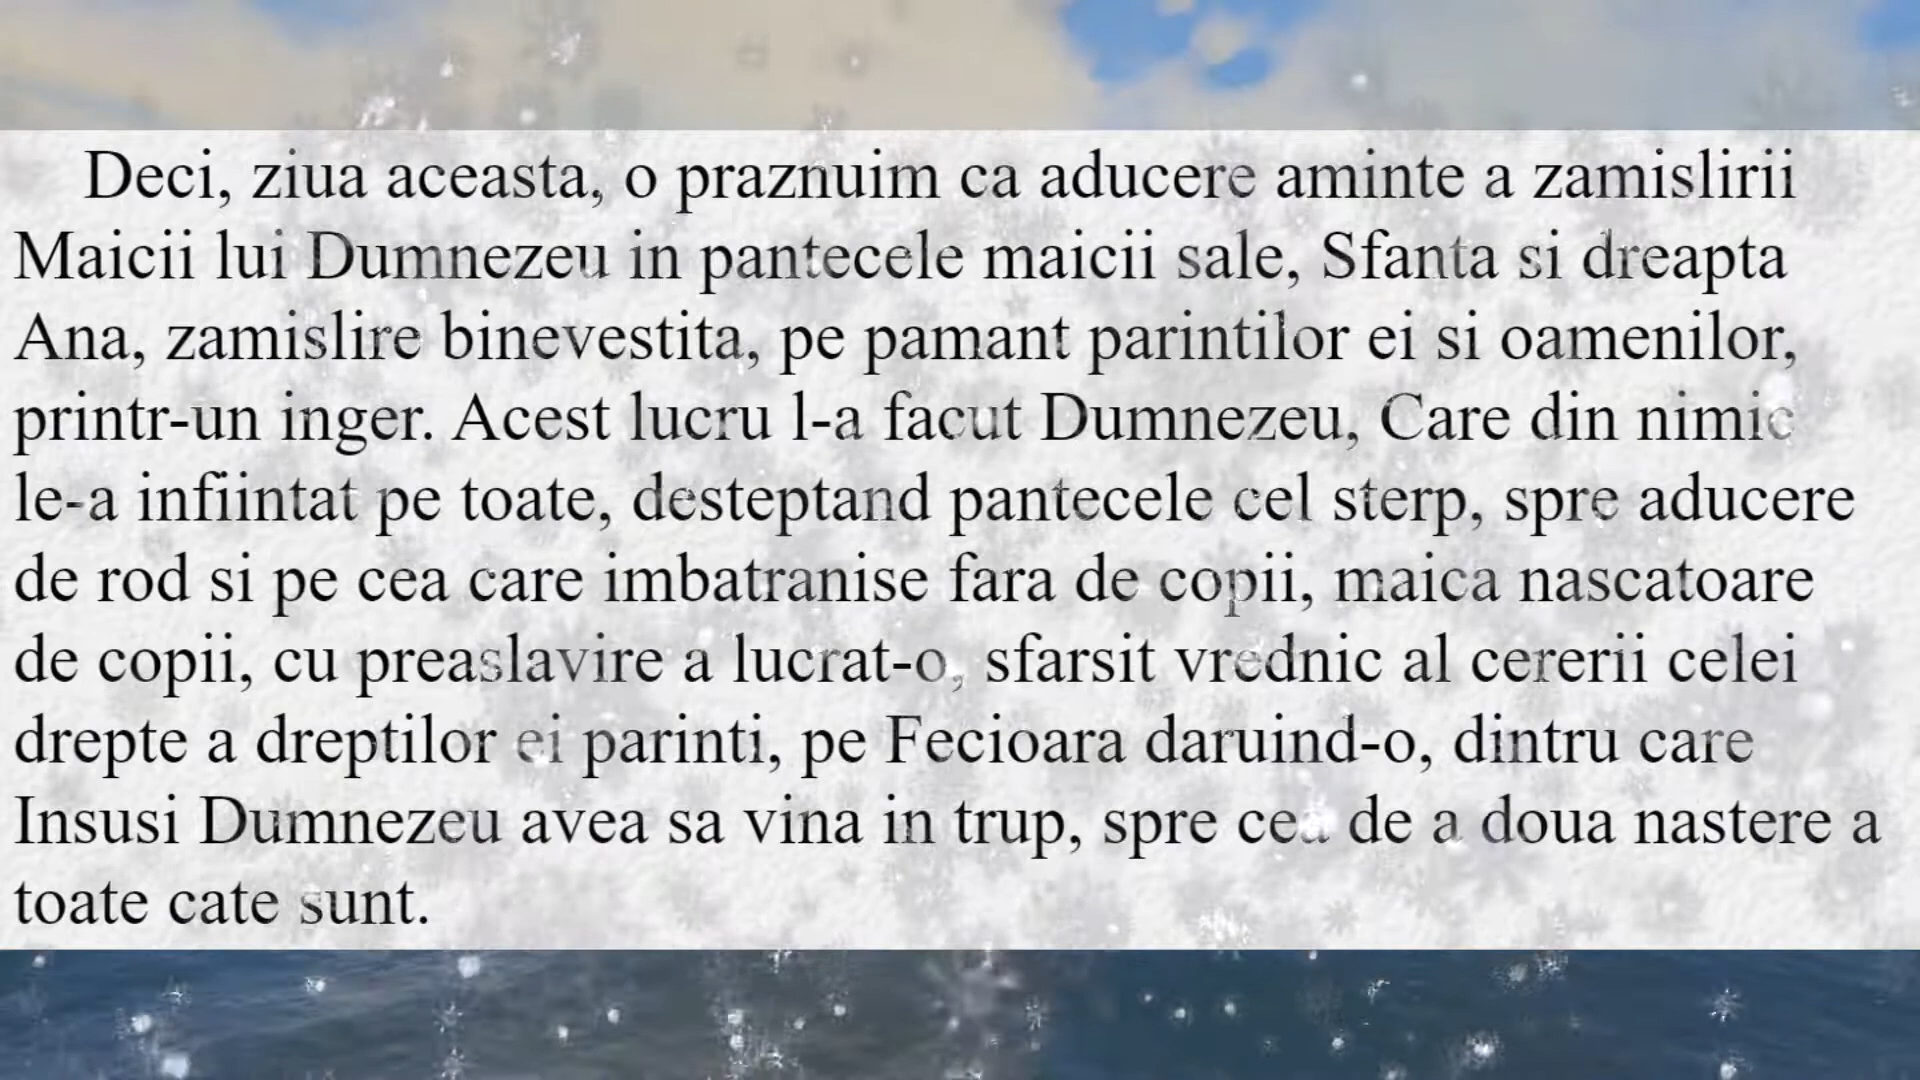 Deci, ziua aceasta, o praznuim ca aducere aminte a zamislirii
Maicii lui Dumnezeu in pantecele maicii sale, Sfanta si dreapta
Ana, zamislire binevestita, pe pamant parintilor ei si oamenilor,
printr-un inger. Acest lucru l-a facut Dumnezeu, Care din nimic
le-a infiintat pe toate, desteptand pantecele cel sterp, spre aducere
de rod si pe cea care imbatranise fara de copii, maica nascatoare
de copii, cu preaslavire a lucrat-o, sfarsit vrednic al cererii celei
drepte a dreptilor ei parinti, pe Fecioara daruind-o, dintru care
Insusi Dumnezeu avea sa vina in trup, spre cea de a doua nastere a
toate cate sunt.